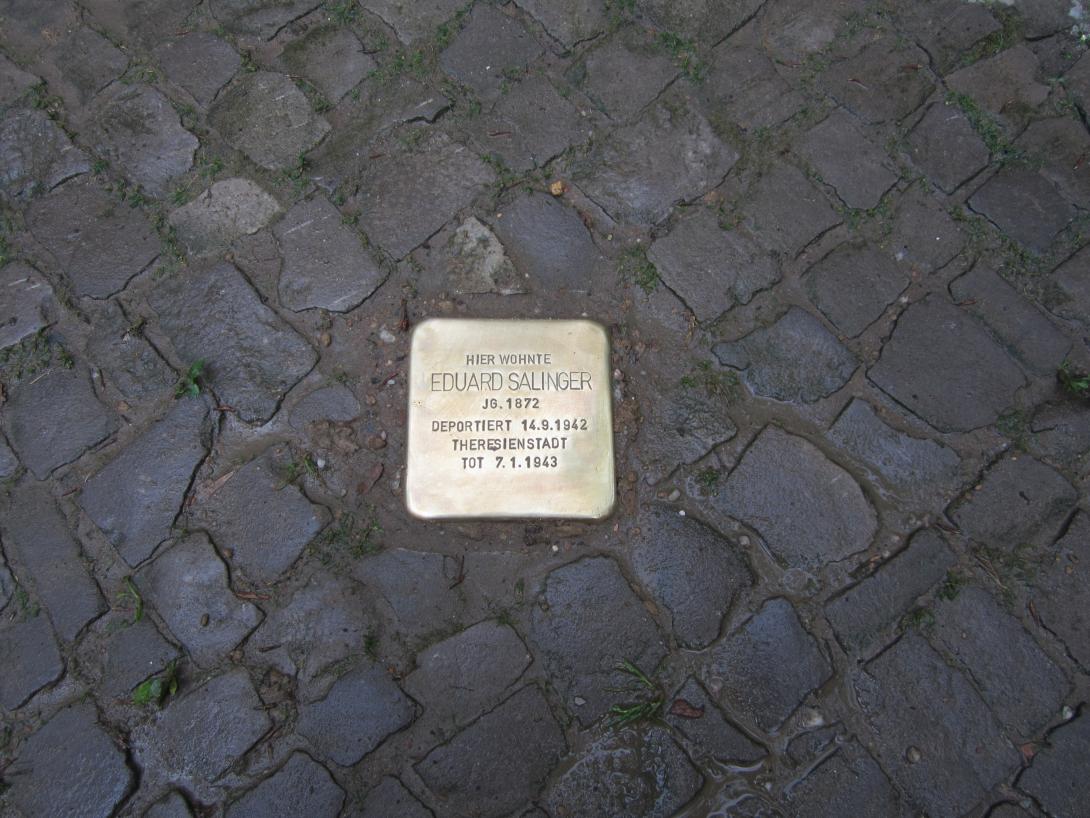 HIER WOHNTE
EDUARD SALINGER
JG. 1872
DEPORTIERT 14.9.1942
THERESIENSTADT
TOT 7.1.1943